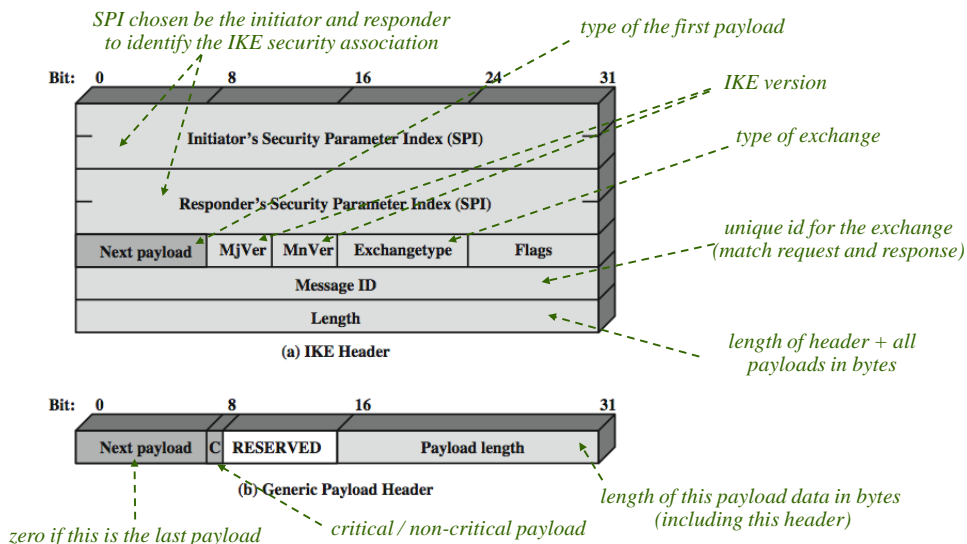 SPI chosen be the initiator and responder
to identify the IKE security association
type of the first payload
Bit: 0 8 16 24 31
IKE version
Initiator's Security Parameter Index (SPI)
type of exchange
Responder's Security Parameter Index (SPI)
unique id for the exchange
(match request and response)
Next payload MjVer MnVer Exchangetype Flags
Message ID
Length
length of header + all
payloads in bytes
(a) IKE Header
Bit: 0 8 16 31
Next payload C RESERVED Payload length
(b) Generic Payload Header
length of this payload data in bytes
(including this header)
zero if this is the last payload
critical / non-critical payload